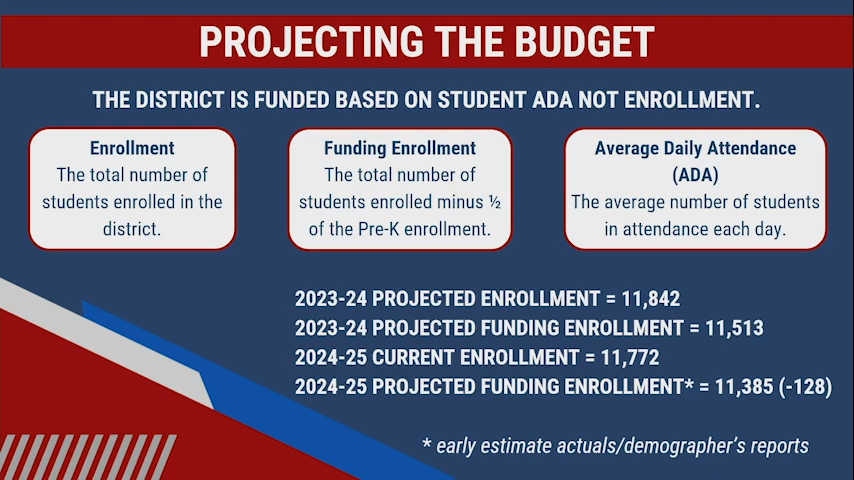 PROJECTING THE BUDGET
THE DISTRICT IS FUNDED BASED ON STUDENT ADA NOT ENROLLMENT.
Enrollment
The total number of
students enrolled in the
district.
Funding Enrollment
The total number of
students enrolled minus ½
of the Pre-K enrollment.
Average Daily Attendance
(ADA)
The average number of students
in attendance each day.
2023-24 PROJECTED ENROLLMENT = 11,842
2023-24 PROJECTED FUNDING ENROLLMENT = 11,513
2024-25 CURRENT ENROLLMENT = 11,772
2024-25 PROJECTED FUNDING ENROLLMENT* = 11,385 (-128)
* early estimate actuals/demographer's reports